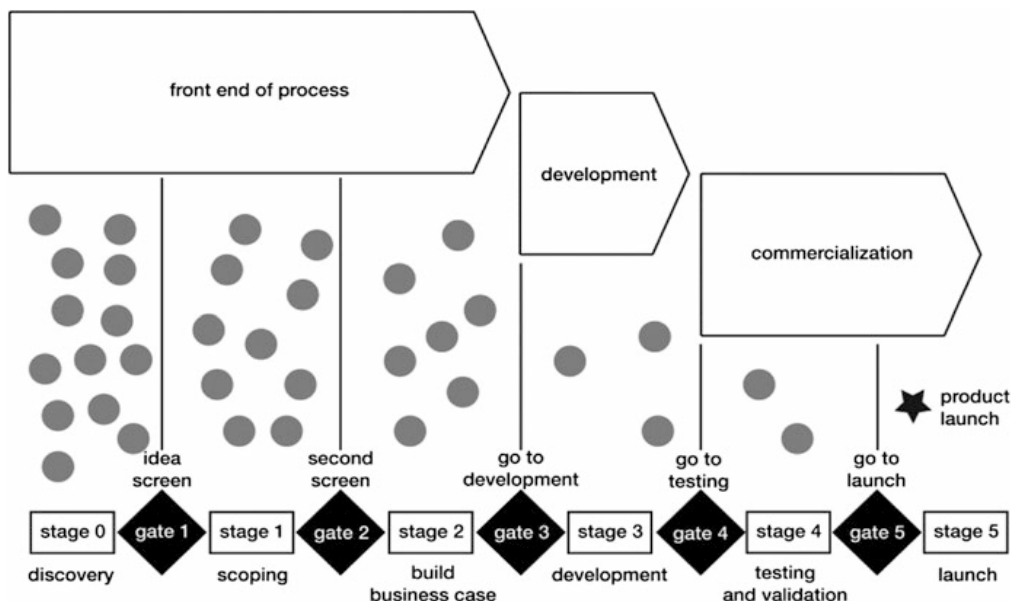 front end of process
development
commercialization
product
launch
idea
screen
second
screen
go to
development
go to
testing
go to
launch
stage 0
gate 1
stage 1
gate 2
stage 2
gate 3
stage 3
gate 4
stage 4
gate 5
stage 5
discovery
scoping
build
business case
development
testing
and validation
launch